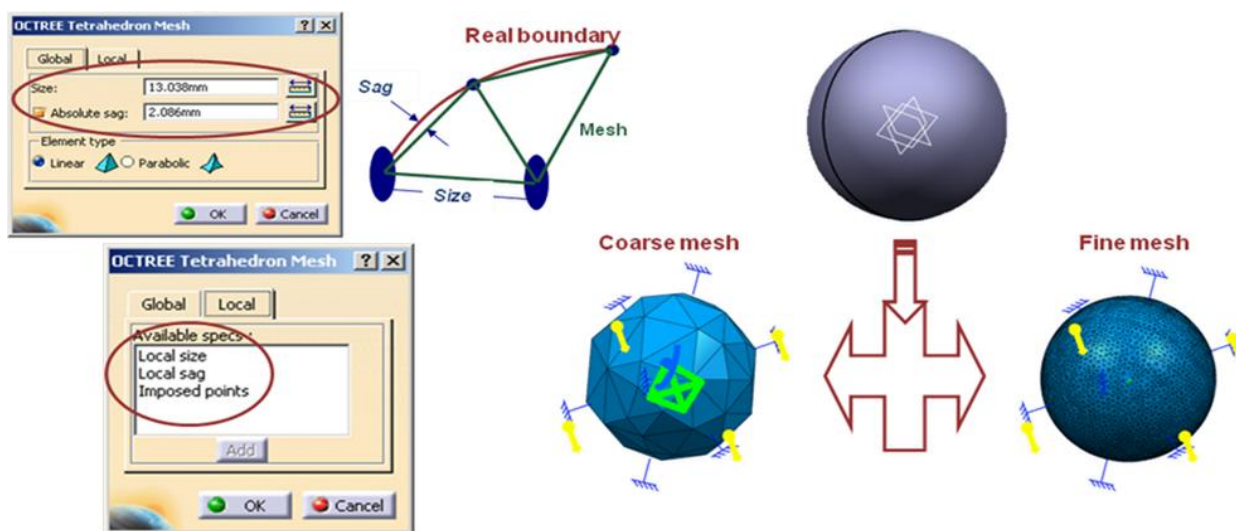 OCTREE Tetrahedron Mesh
Global Local
Size: 13.038mm
Absolute sag: 2.086mm
Element type
Linear Parabolic
OK Cancel
Real boundary
Sag
Mesh
Size
OCTREE Tetrahedron Mesh
Global Local
Available specs :
Local size
Local sag
Imposed points
Add
OK Cancel
Coarse mesh
Fine mesh